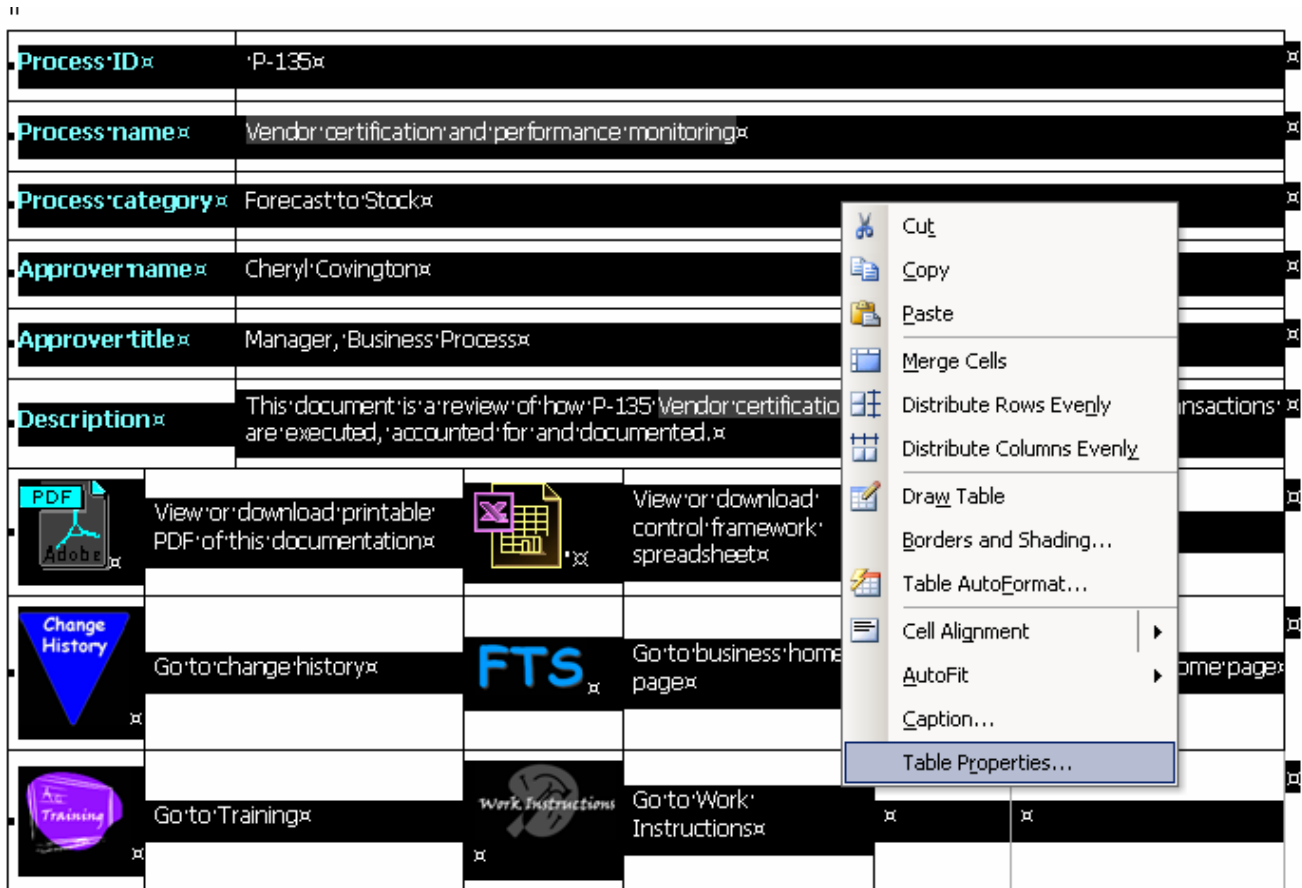 Process ID P-135
Process name Vendor certification and performance monitoring
Process category Forecast to Stock
Approver name Cheryl Covington
Approver title Manager, Business Process
Description This document is a review of how P-135 Vendor certificatio nsactions
are executed, accounted for and documented.
PDF
Adobe
View or download printable
PDF of this documentation
X
View or download
control framework
spreadsheet
Change
History
Go to change history
FTS
Go to business home
page
ome page
Training
Go to Training
Work Instructions
Go to Work
Instructions
Cut
Copy
Paste
Merge Cells
Distribute Rows Evenly
Distribute Columns Evenly
Draw Table
Borders and Shading...
Table AutoFormat...
Cell Alignment
AutoFit
Caption...
Table Properties...